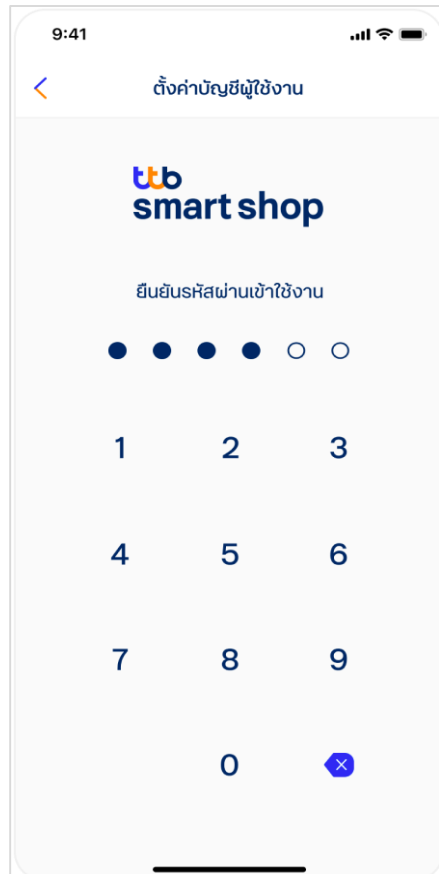 9:41
ตั้งค่าบัญชีผู้ใช้งาน
ttb
smart shop
ยืนยันรหัสผ่านเข้าใช้งาน
1 2 3
4 5 6
7 8 9
0